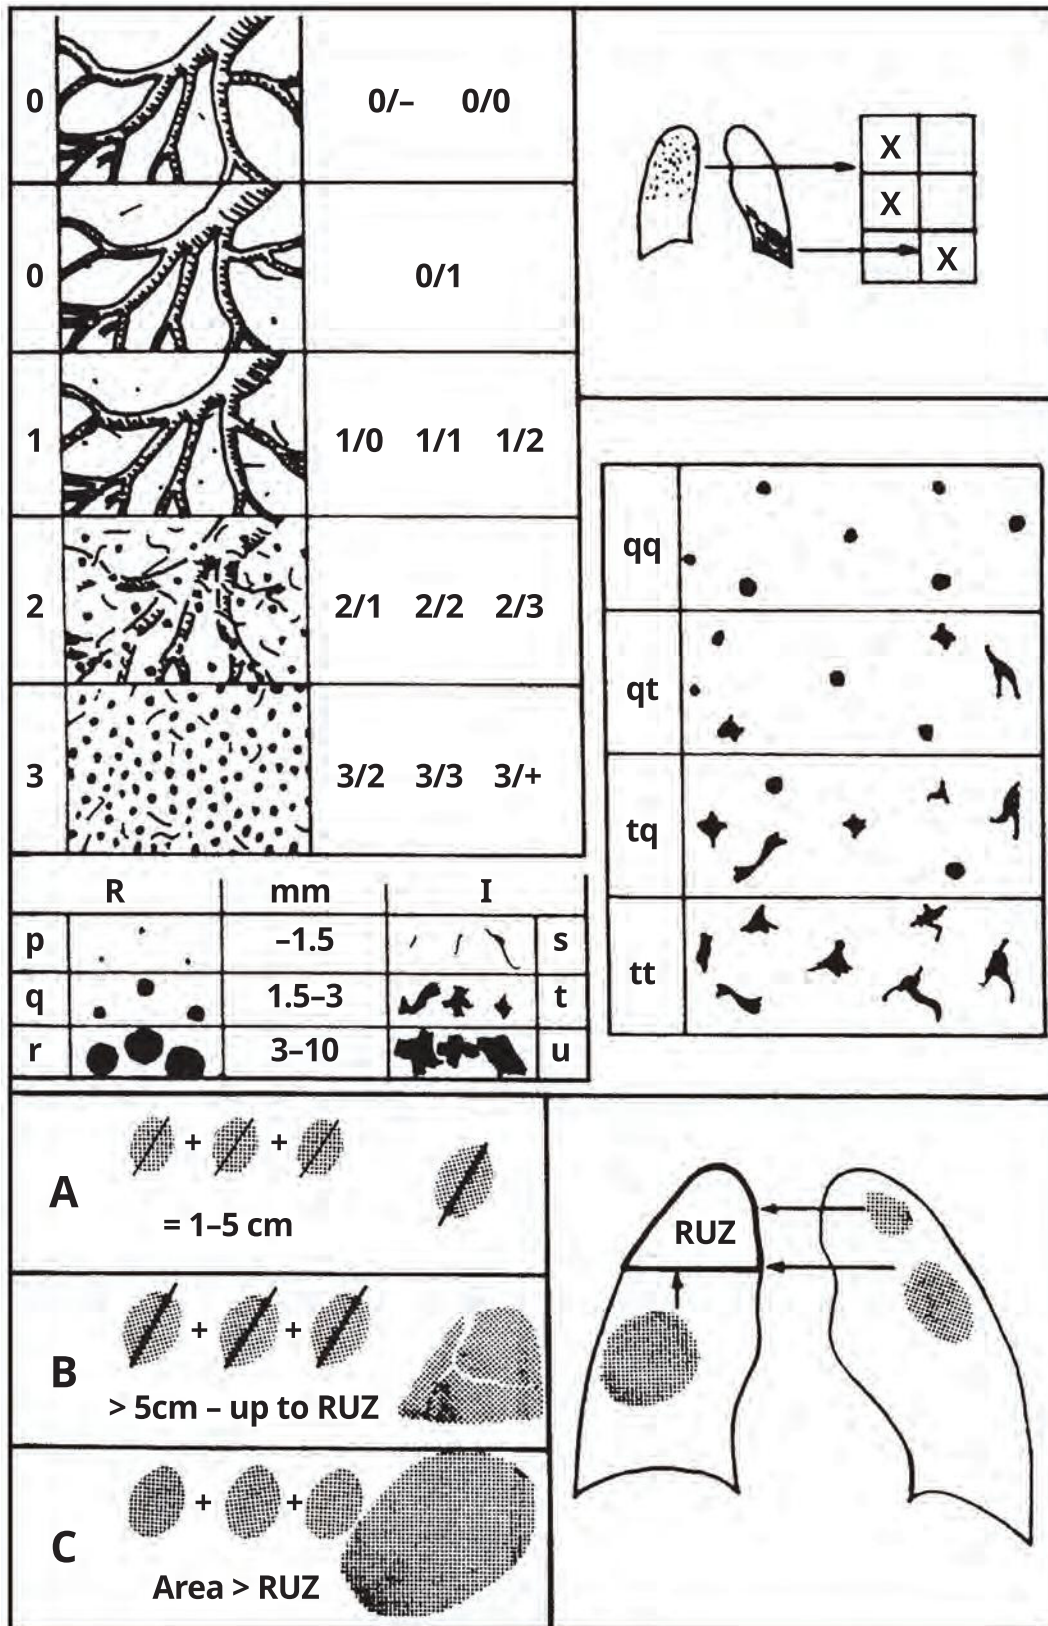 0 0/– 0/0
0 0/1
1 1/0 1/1 1/2
2 2/1 2/2 2/3
3 3/2 3/3 3/+
X
X
X
qq
qt
tq
tt
R mm I
p –1.5 s
q 1.5–3 t
r 3–10 u
A
+ +
= 1–5 cm
B
+ +
> 5cm – up to RUZ
C
+ +
Area > RUZ
RUZ